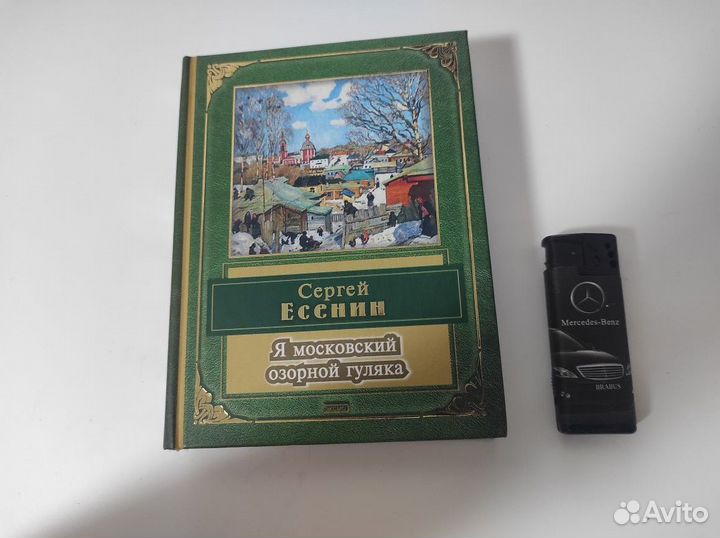 Сергей
Есенин
Я московский
озорной гуляка
Mercedes-Benz
BRABUS
Avito